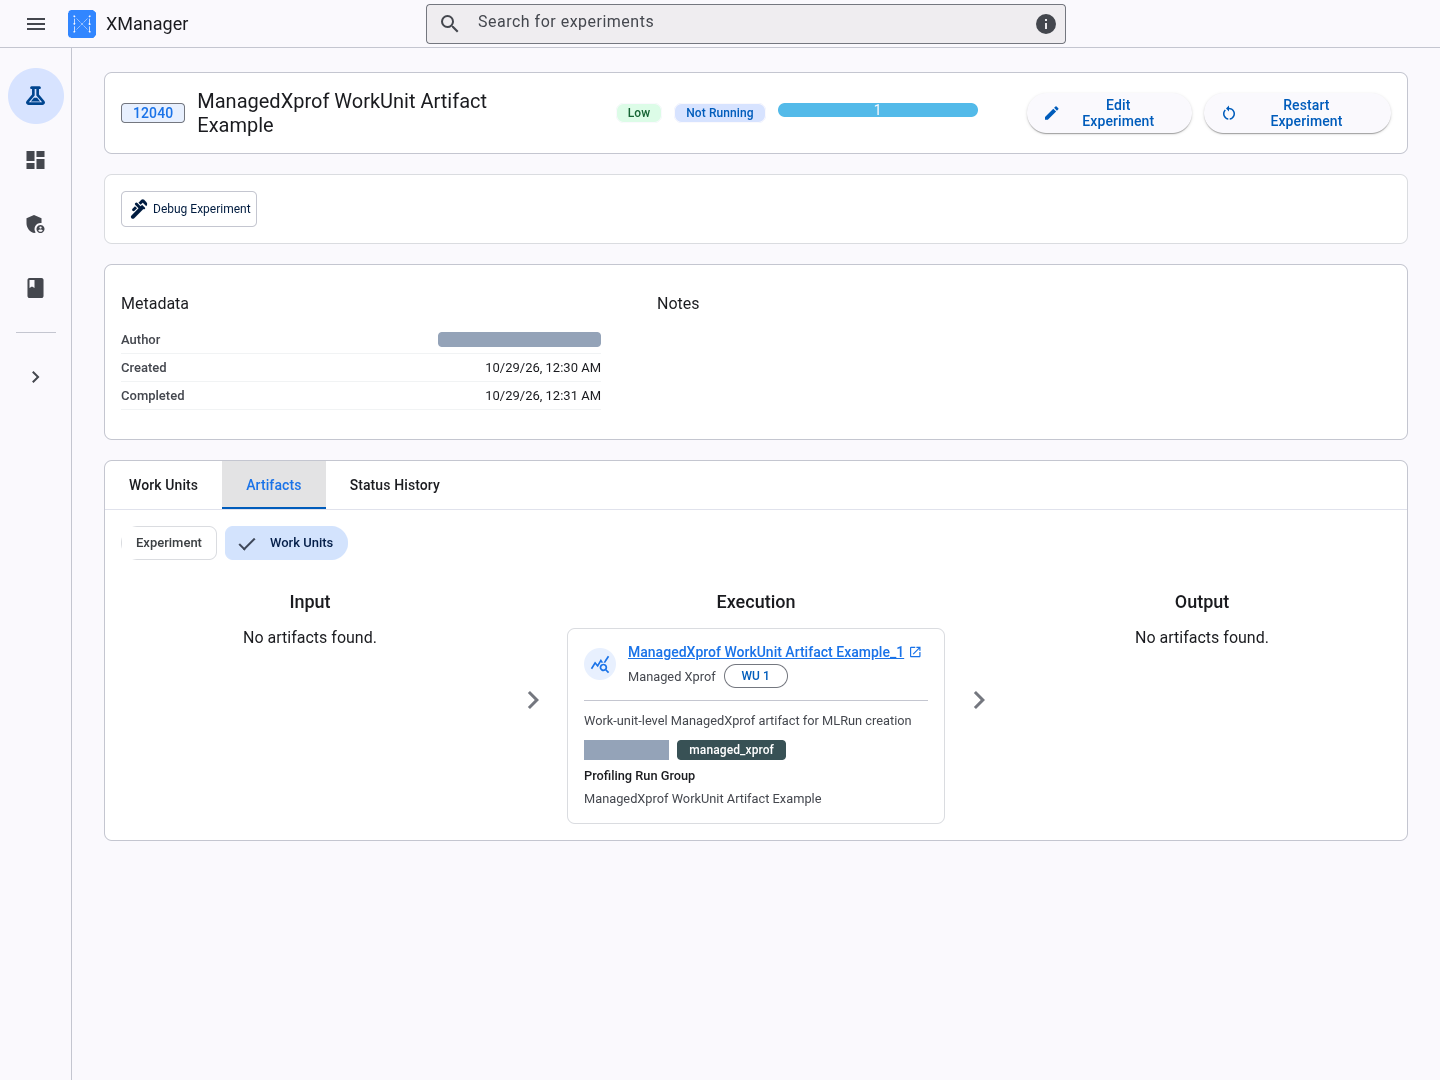 XManager
Search for experiments
12040
ManagedXprof WorkUnit Artifact
Example
Low
Not Running
1
Edit
Experiment
Restart
Experiment
Debug Experiment
Metadata
Notes
Author
Created
10/29/26, 12:30 AM
Completed
10/29/26, 12:31 AM
Work Units
Artifacts
Status History
Experiment
Work Units
Input
No artifacts found.
Execution
ManagedXprof WorkUnit Artifact Example_1
Managed Xprof
WU 1
Work-unit-level ManagedXprof artifact for MLRun creation
managed_xprof
Profiling Run Group
ManagedXprof WorkUnit Artifact Example
Output
No artifacts found.